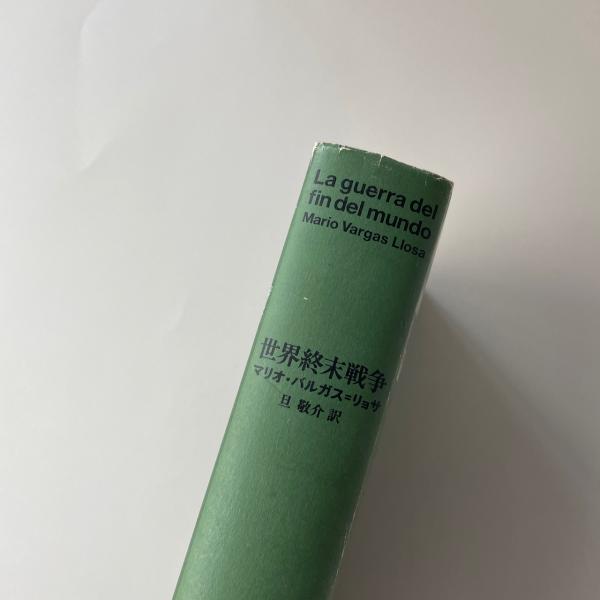 La guerra del
fin del mundo
Mario Vargas Llosa
世界終末戦争
マリオ・バルガス=リョサ
旦 敬介 訳